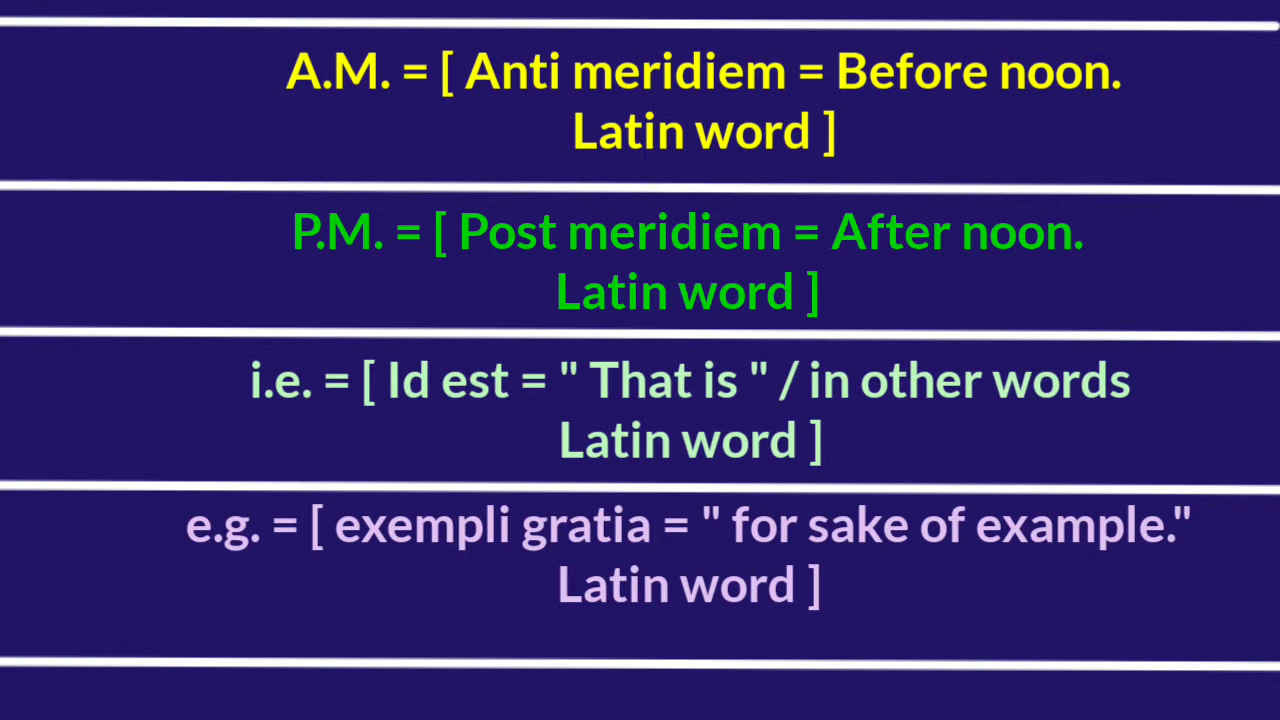 A.M. = [ Anti meridiem = Before noon.
Latin word ]
P.M. = [ Post meridiem = After noon.
Latin word ]
i.e. = [ Id est = " That is " / in other words
Latin word ]
e.g. = [ exempli gratia = " for sake of example."
Latin word ]